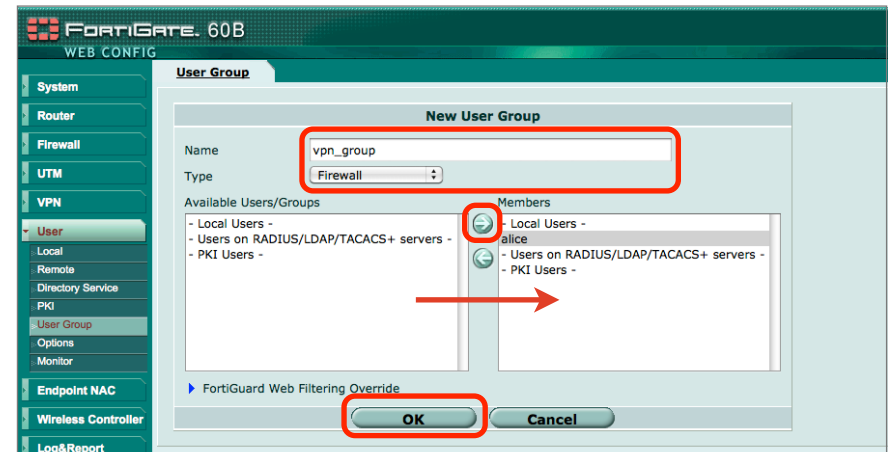 FORTIGATE. 60B
WEB CONFIG
System
Router
Firewall
UTM
VPN
User
Local
Remote
Directory Service
PKI
User Group
Options
Monitor
Endpoint NAC
Wireless Controller
Log&Report
User Group
New User Group
Name vpn_group
Type Firewall
Available Users/Groups Members
- Local Users -
- Users on RADIUS/LDAP/TACACS+ servers -
- PKI Users -
- Local Users -
alice
- Users on RADIUS/LDAP/TACACS+ servers -
- PKI Users -
FortiGuard Web Filtering Override
OK Cancel